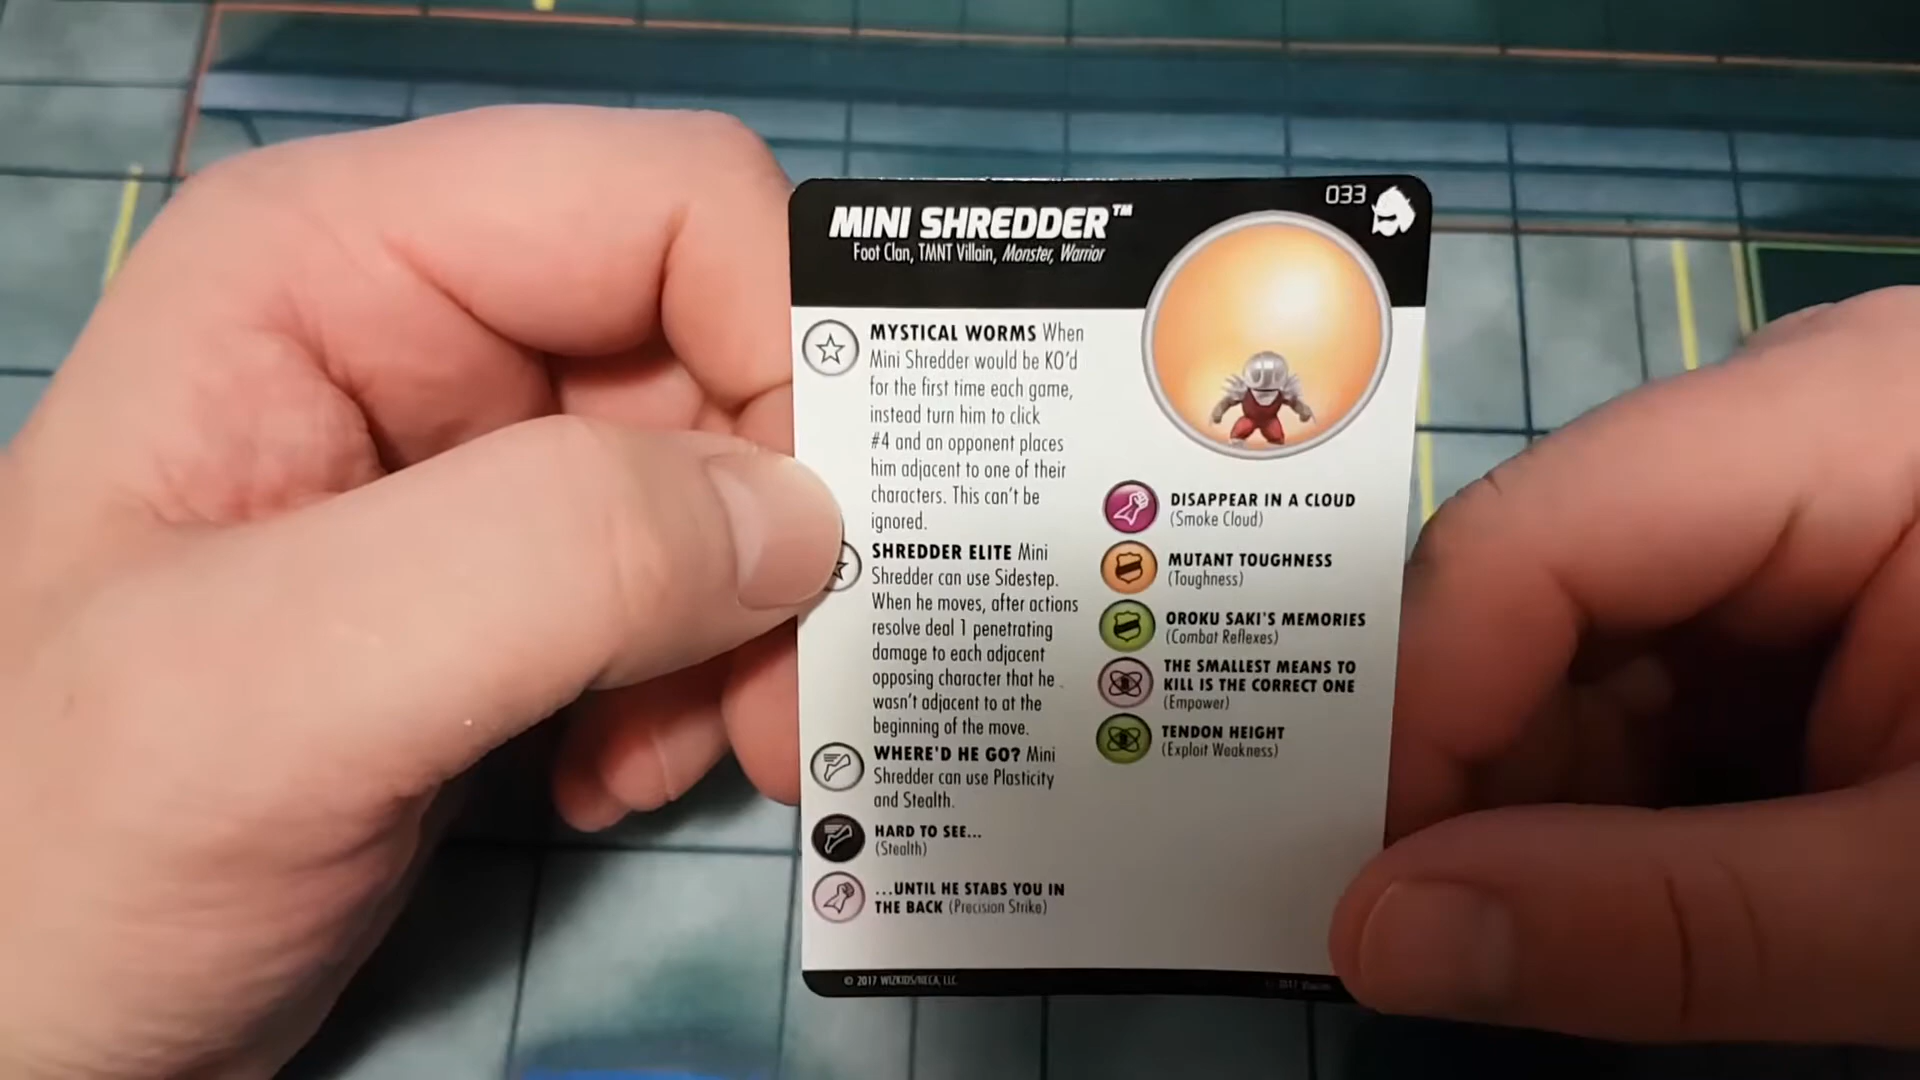 MINI SHREDDER™
033
Foot Clan, TMNT Villain, Monster, Warrior
MYSTICAL WORMS When
Mini Shredder would be KO'd
for the first time each game,
instead turn him to click
#4 and an opponent places
him adjacent to one of their
characters. This can't be
ignored.
SHREDDER ELITE Mini
Shredder can use Sidestep.
When he moves, after actions
resolve deal 1 penetrating
damage to each adjacent
opposing character that he
wasn't adjacent to at the
beginning of the move.
WHERE'D HE GO? Mini
Shredder can use Plasticity
and Stealth.
HARD TO SEE...
(Stealth)
...UNTIL HE STABS YOU IN
THE BACK (Precision Strike)
DISAPPEAR IN A CLOUD
(Smoke Cloud)
MUTANT TOUGHNESS
(Toughness)
OROKU SAKI'S MEMORIES
(Combat Reflexes)
THE SMALLEST MEANS TO
KILL IS THE CORRECT ONE
(Empower)
TENDON HEIGHT
(Exploit Weakness)
© 2017 WIZKIDS/NECA, LLC
2017